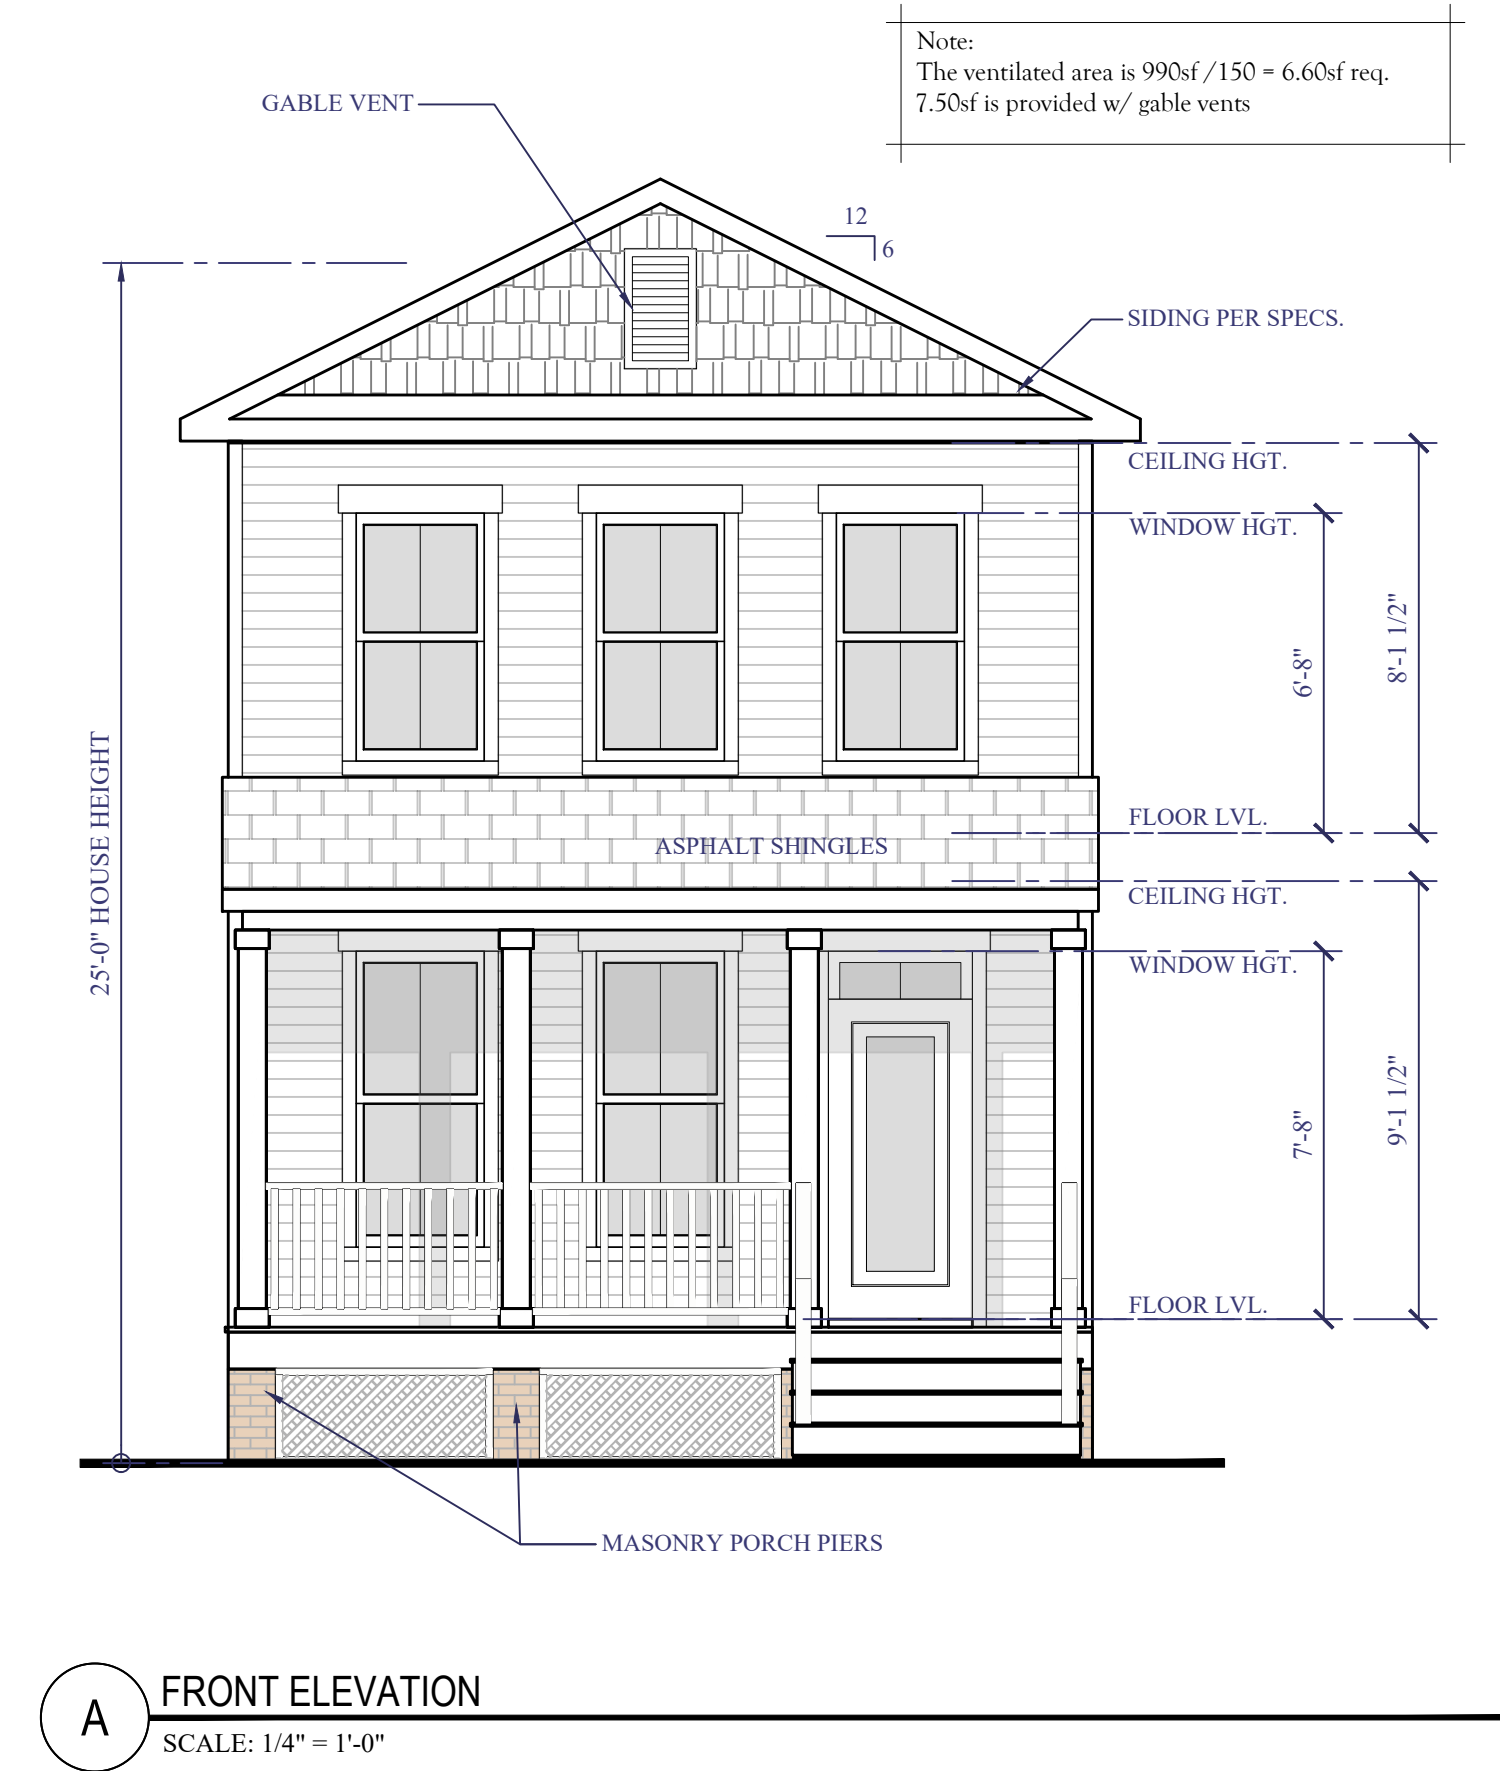 Note:
The ventilated area is 990sf /150 = 6.60sf req.
7.50sf is provided w/ gable vents
GABLE VENT
12
6
SIDING PER SPECS.
CEILING HGT.
WINDOW HGT.
6'-8"
8'-1 1/2"
25'-0" HOUSE HEIGHT
FLOOR LVL.
ASPHALT SHINGLES
CEILING HGT.
WINDOW HGT.
7'-8"
9'-1 1/2"
FLOOR LVL.
MASONRY PORCH PIERS
A
FRONT ELEVATION
SCALE: 1/4" = 1'-0"